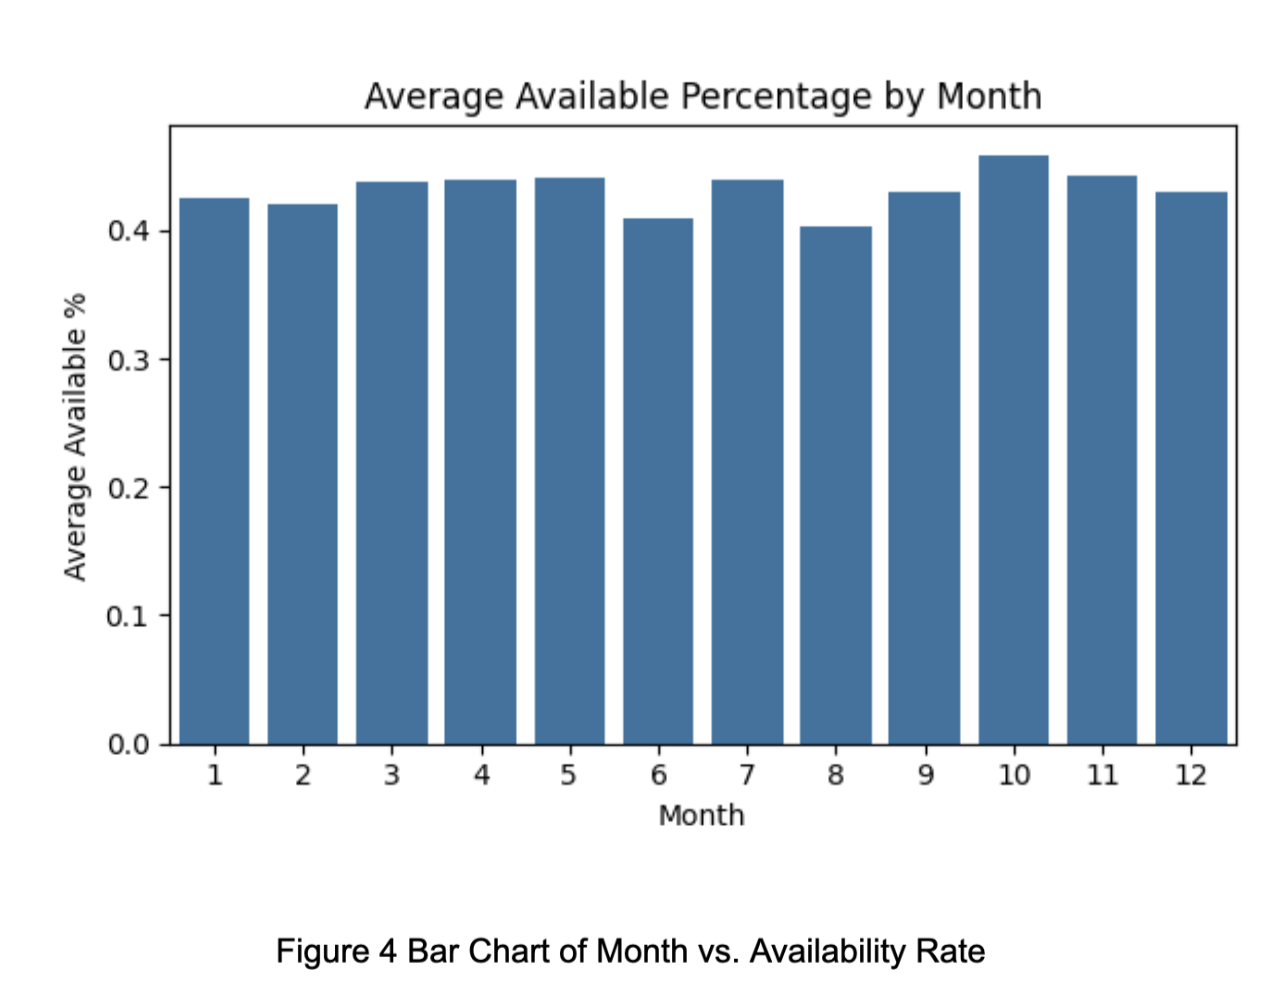 Average Available Percentage by Month
Average Available %
0.4
0.3
0.2
0.1
0.0
1 2 3 4 5 6 7 8 9 10 11 12
Month
Figure 4 Bar Chart of Month vs. Availability Rate